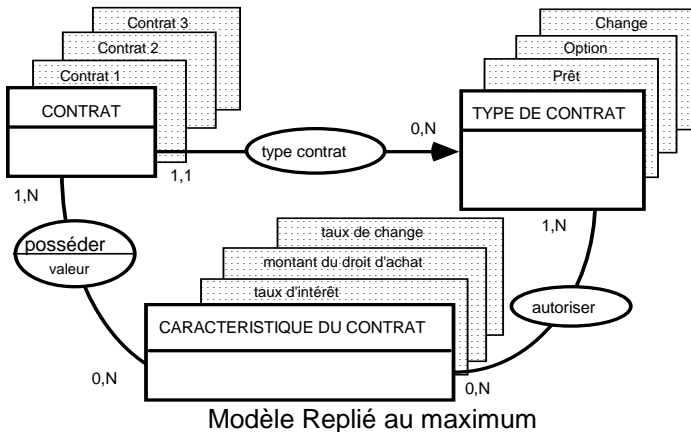 Contrat 3
Contrat 2
Contrat 1
CONTRAT
Change
Option
Prêt
TYPE DE CONTRAT
0,N
type contrat
1,1
1,N
1,N
posséder
valeur
taux de change
montant du droit d'achat
taux d'intérêt
CARACTERISTIQUE DU CONTRAT
autoriser
0,N
0,N
Modèle Replié au maximum